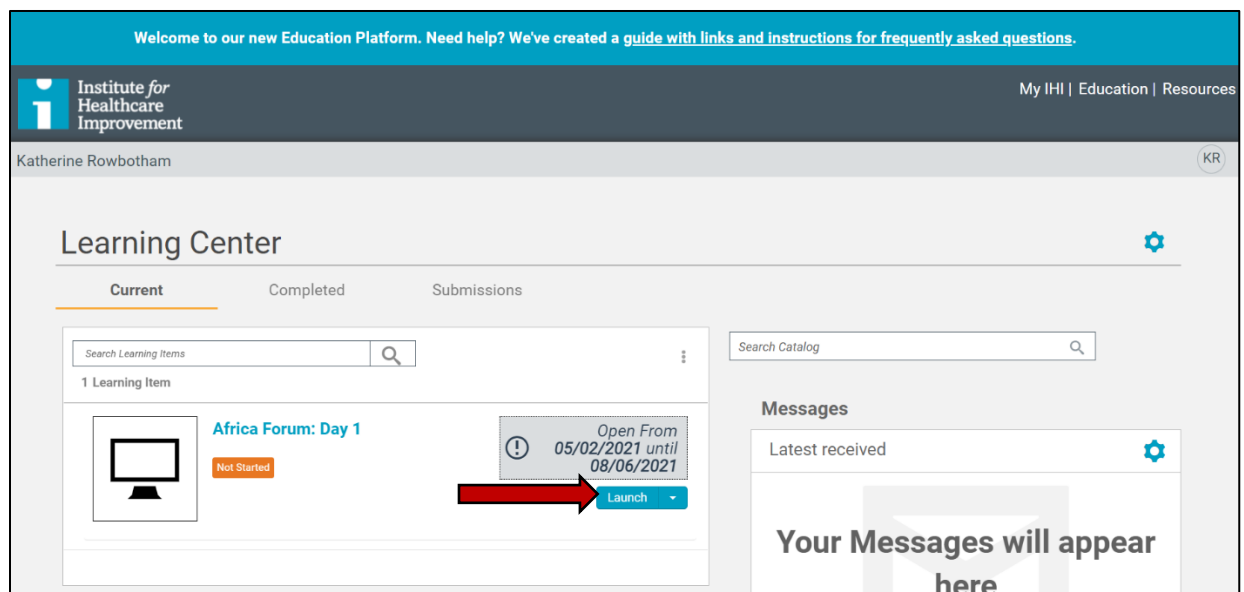 Welcome to our new Education Platform. Need help? We've created a guide with links and instructions for frequently asked questions.
Institute for
Healthcare
Improvement
My IHI | Education | Resources
Katherine Rowbotham
KR
Learning Center
Current
Completed
Submissions
Search Learning Items
1 Learning Item
Africa Forum: Day 1
Not Started
Open From
05/02/2021 until
08/06/2021
Launch
Search Catalog
Messages
Latest received
Your Messages will appear
here